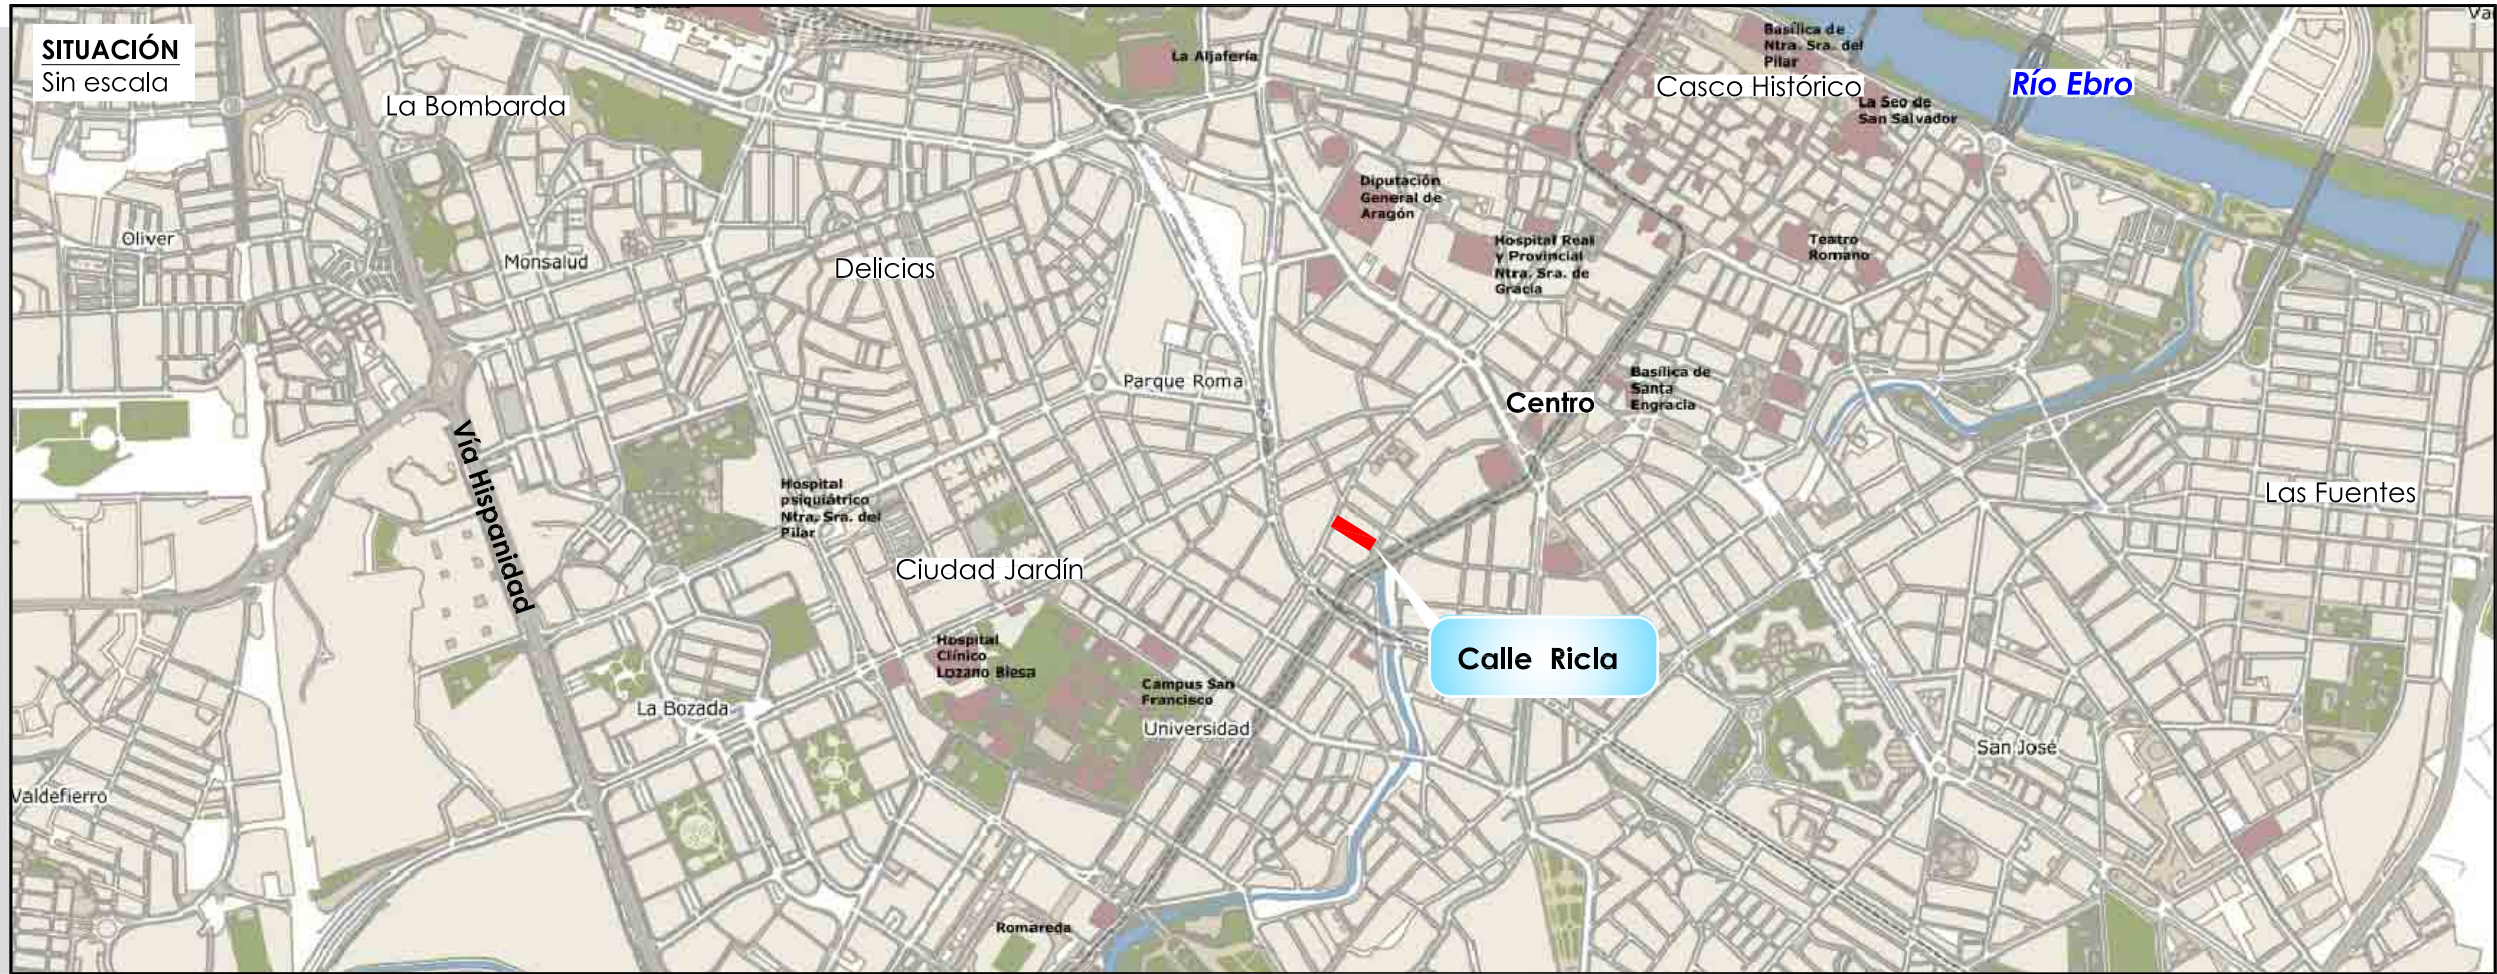 SITUACIÓN
Sin escala
La Bombarda
La Aljafería
Basílica de
Ntra. Sra. del
Pilar
Casco Histórico
Río Ebro
La Seo de
San Salvador
Diputación
General de
Aragón
Oliver
Monsalud
Delicias
Hospital Real
y Provincial
Ntra. Sra. de
Gracia
Teatro
Romano
Parque Roma
Basílica de
Santa
Engracia
Centro
Vía Hispanidad
Hospital
psiquiátrico
Ntra. Sra. del
Pilar
Las Fuentes
Ciudad Jardín
Hospital
Clínico
Lozano Blesa
Calle Ricla
Campus San
Francisco
Universidad
La Bozada
San José
Valdefierro
Romareda